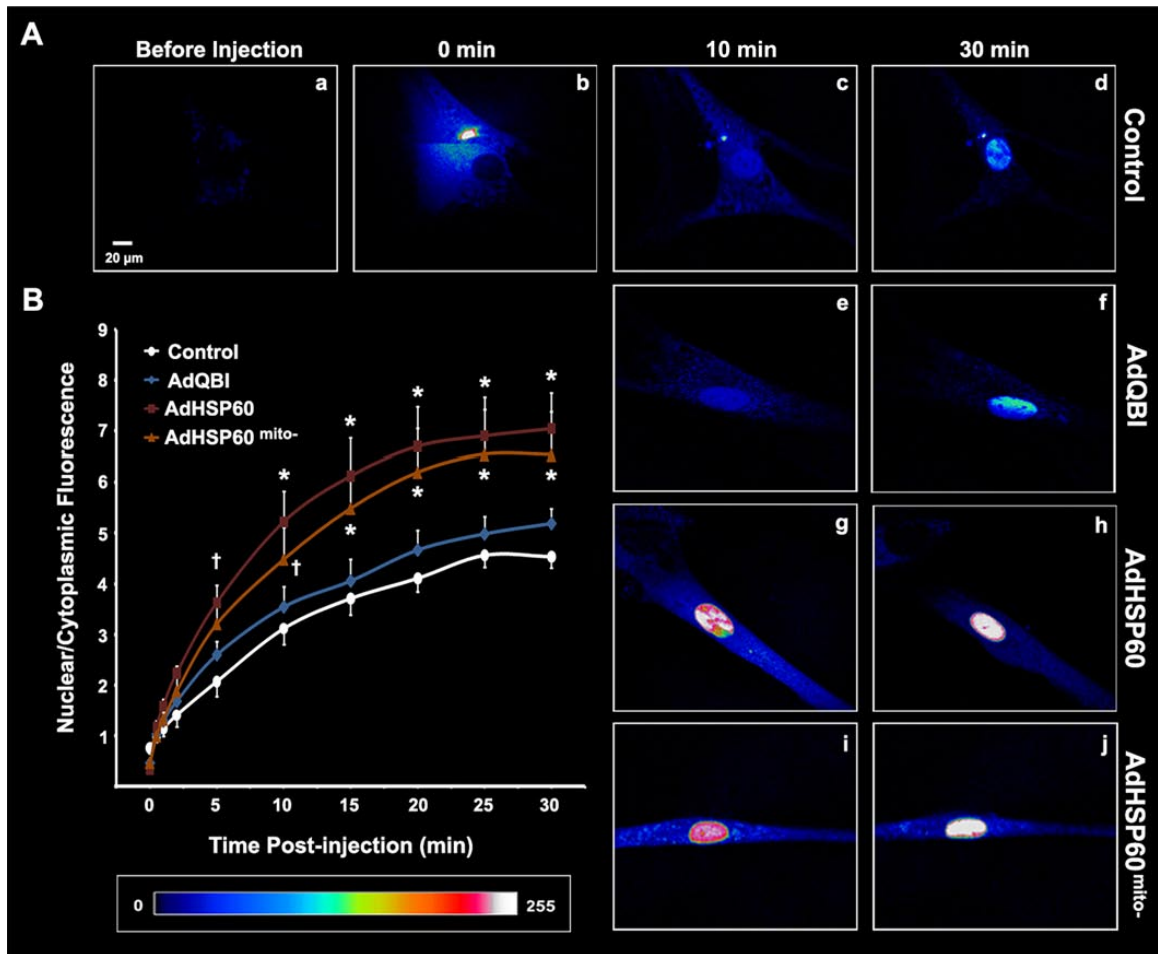 A
Before Injection
0 min
10 min
30 min
a
b
c
d
Control
20 µm
B
e
f
AdQBI
9
8
7
6
5
4
3
2
1
Nuclear/Cytoplasmic Fluorescence
Control
AdQBI
AdHSP60
AdHSP60 mito-
* * * * *
† †
* * * *
0 5 10 15 20 25 30
Time Post-injection (min)
g
h
AdHSP60
i
j
AdHSP60 mito-
0 255